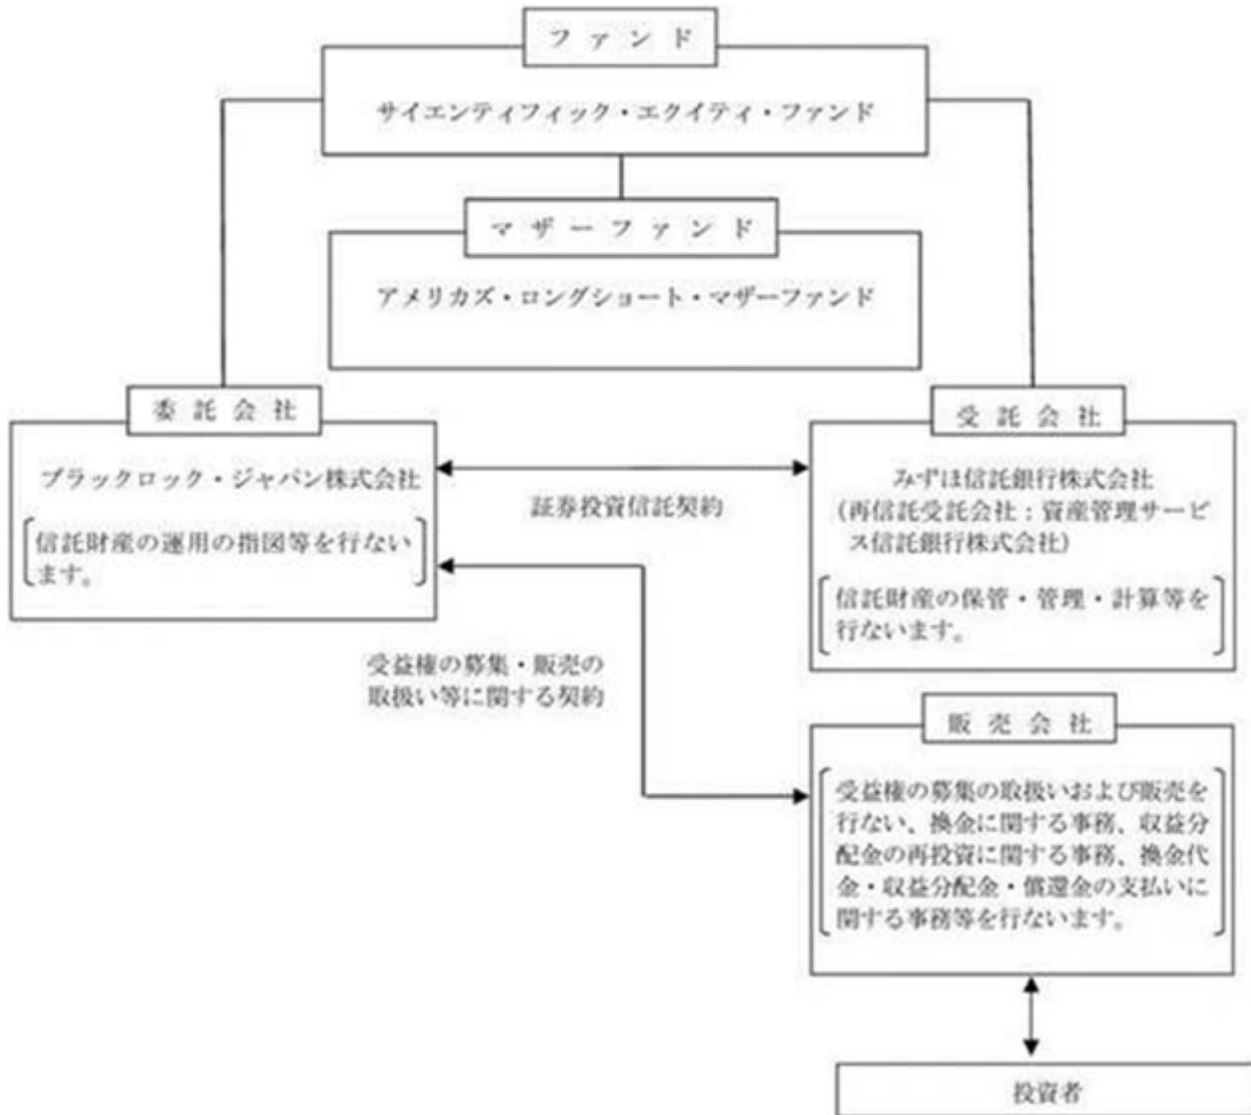 ファンド
サイエンティフィック・エクイティ・ファンド
マザーファンド
アメリカズ・ロングショート・マザーファンド
委託会社
ブラックロック・ジャパン株式会社
信託財産の運用の指図等を行ない
ます。
証券投資信託契約
受託会社
みずほ信託銀行株式会社
(再信託受託会社:資産管理サービ
ス信託銀行株式会社)
信託財産の保管・管理・計算等を
行ないます。
受益権の募集・販売の
取扱い等に関する契約
販売会社
受益権の募集の取扱いおよび販売を
行ない、換金に関する事務、収益分
配金の再投資に関する事務、換金代
金・収益分配金・償還金の支払いに
関する事務等を行ないます。
投資者